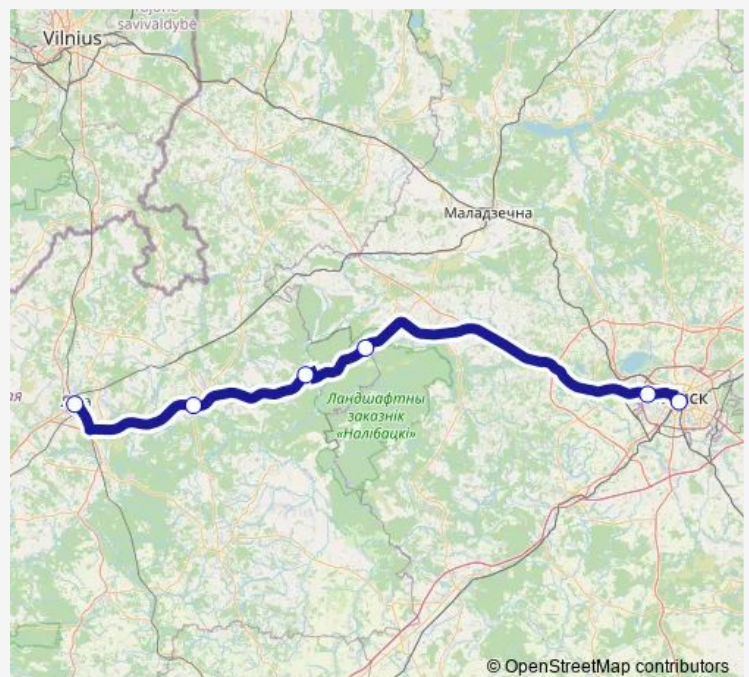 savivaldybė
Vilnius
Маладзечна
Ландшафтны
заказнік
«Налібацкі»
© OpenStreetMap contributors